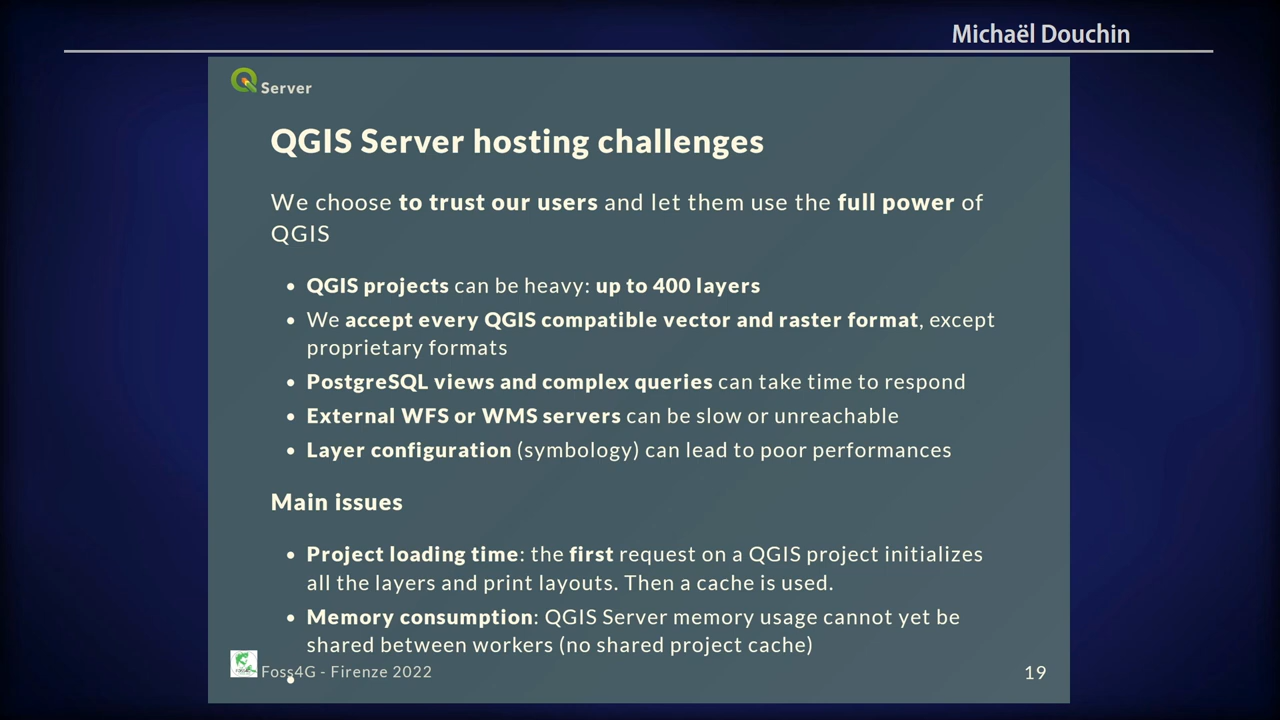 Michaël Douchin
Server
QGIS Server hosting challenges
We choose to trust our users and let them use the full power of
QGIS
• QGIS projects can be heavy: up to 400 layers
• We accept every QGIS compatible vector and raster format, except
proprietary formats
• PostgreSQL views and complex queries can take time to respond
• External WFS or WMS servers can be slow or unreachable
• Layer configuration (symbology) can lead to poor performances
Main issues
• Project loading time: the first request on a QGIS project initializes
all the layers and print layouts. Then a cache is used.
• Memory consumption: QGIS Server memory usage cannot yet be
shared between workers (no shared project cache)
•
Foss4G - Firenze 2022
19